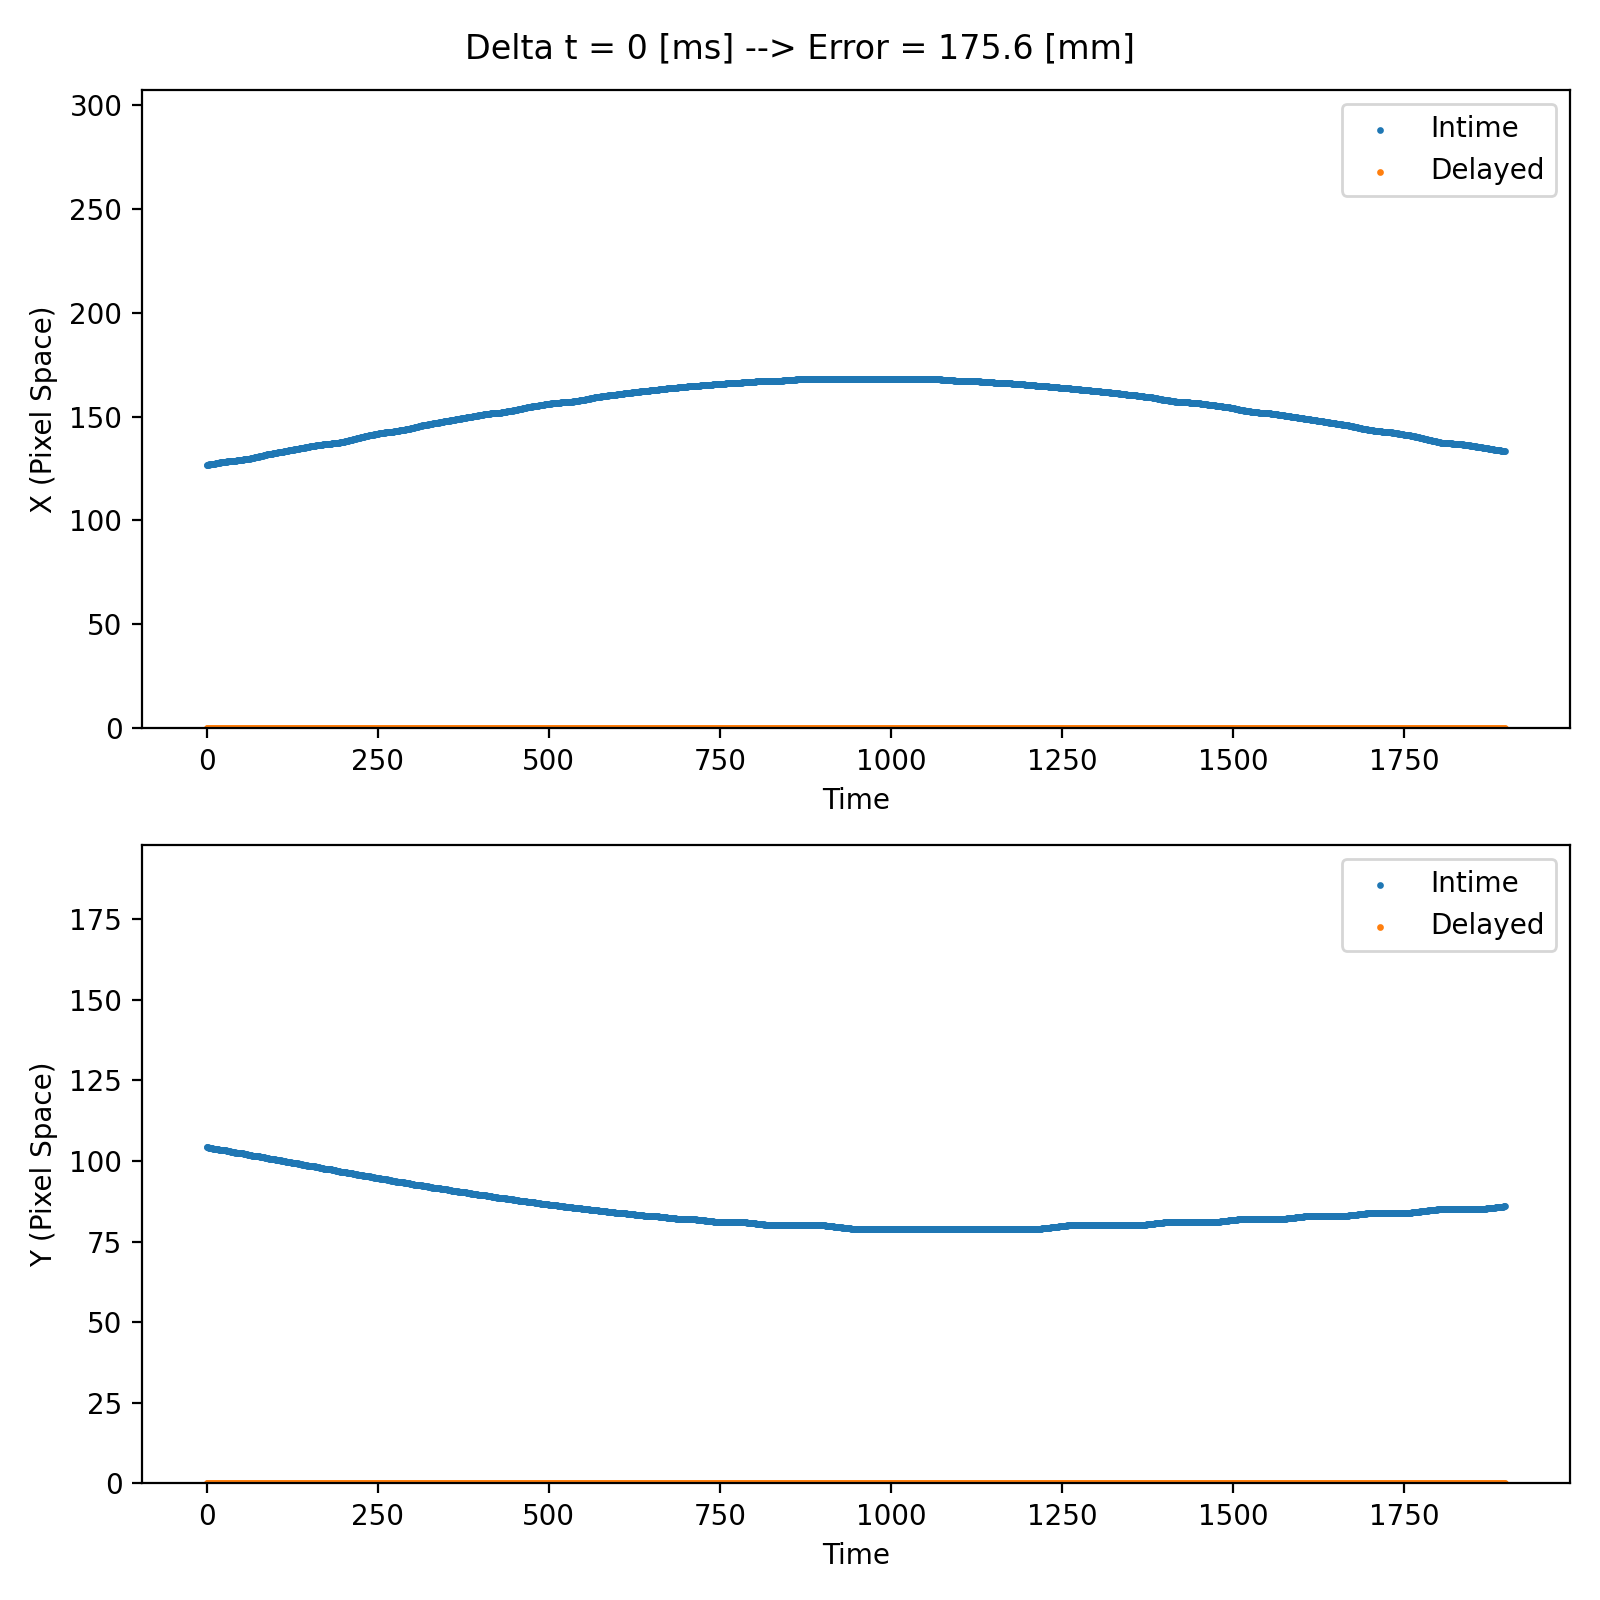 Delta t = 0 [ms] --> Error = 175.6 [mm]
300
250
200
150
100
50
0
X (Pixel Space)
Intime
Delayed
0 250 500 750 1000 1250 1500 1750
Time
175
150
125
100
75
50
25
0
Y (Pixel Space)
Intime
Delayed
0 250 500 750 1000 1250 1500 1750
Time